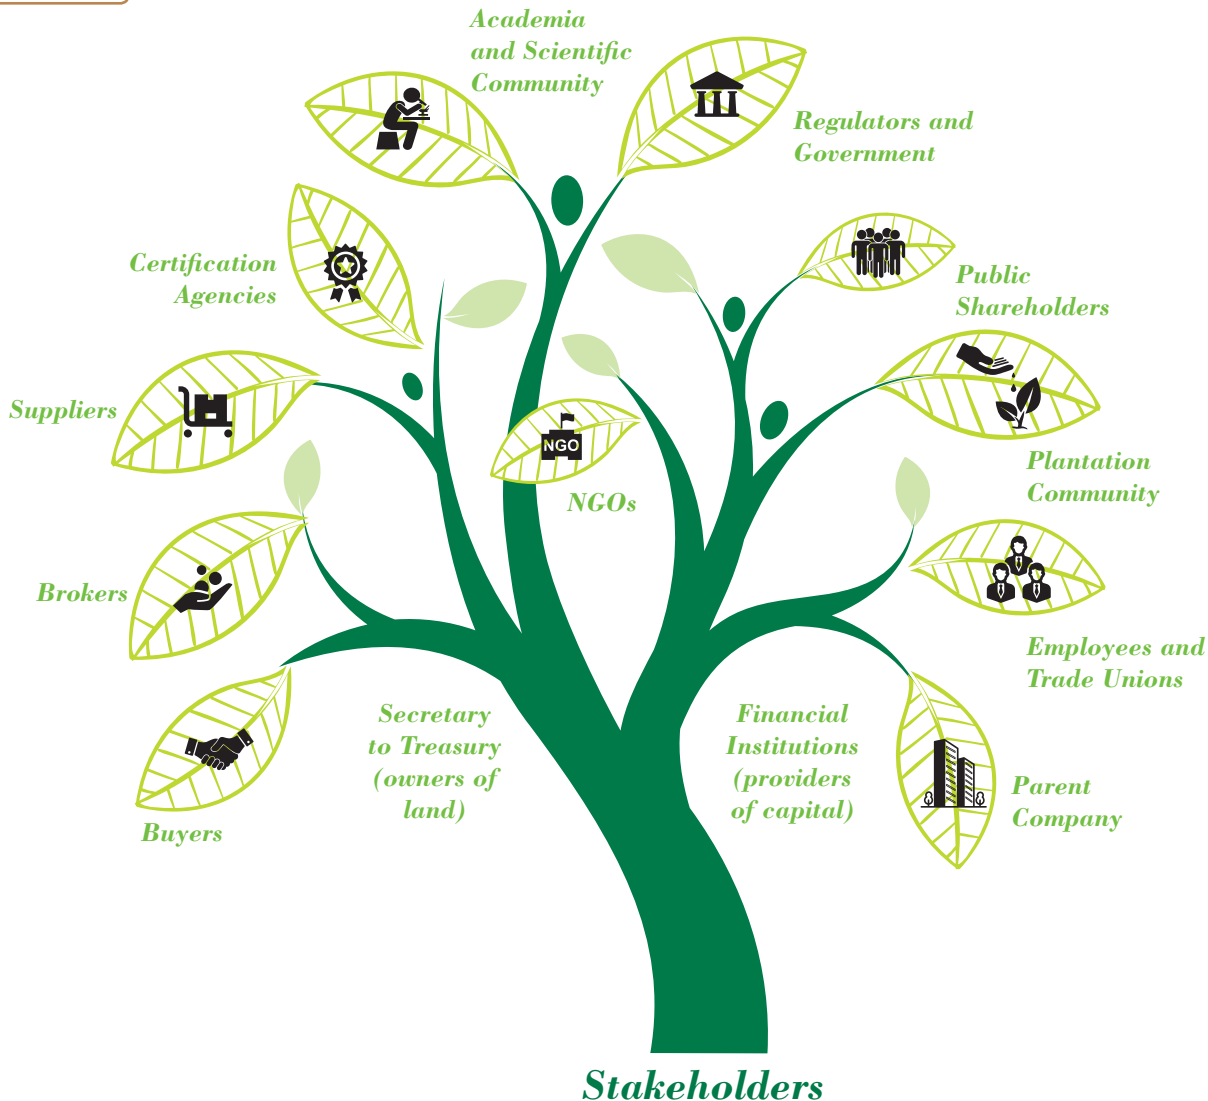 Academia
and Scientific
Community
Regulators and
Government
Certification
Agencies
Public
Shareholders
Suppliers
NGO
NGOs
Plantation
Community
Brokers
Employees and
Trade Unions
Secretary
to Treasury
(owners of
land)
Financial
Institutions
(providers
of capital)
Parent
Company
Buyers
Stakeholders